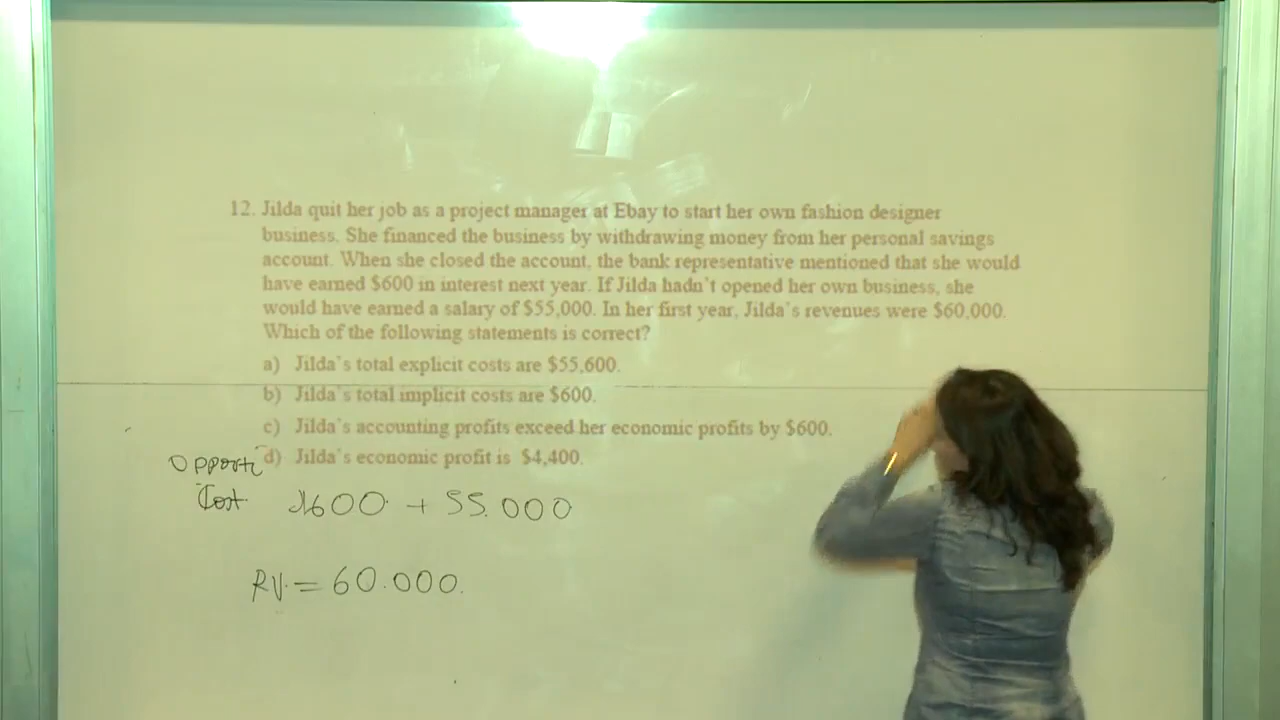 12. Jilda quit her job as a project manager at Ebay to start her own fashion designer
business. She financed the business by withdrawing money from her personal savings
account. When she closed the account, the bank representative mentioned that she would
have earned $600 in interest next year. If Jilda hadn't opened her own business, she
would have earned a salary of $55,000. In her first year, Jilda's revenues were $60,000.
Which of the following statements is correct?
a) Jilda's total explicit costs are $55,600.
b) Jilda's total implicit costs are $600.
c) Jilda's accounting profits exceed her economic profits by $600.
d) Jilda's economic profit is $4,400.
Cost 600 + 55.000
= 60.000.